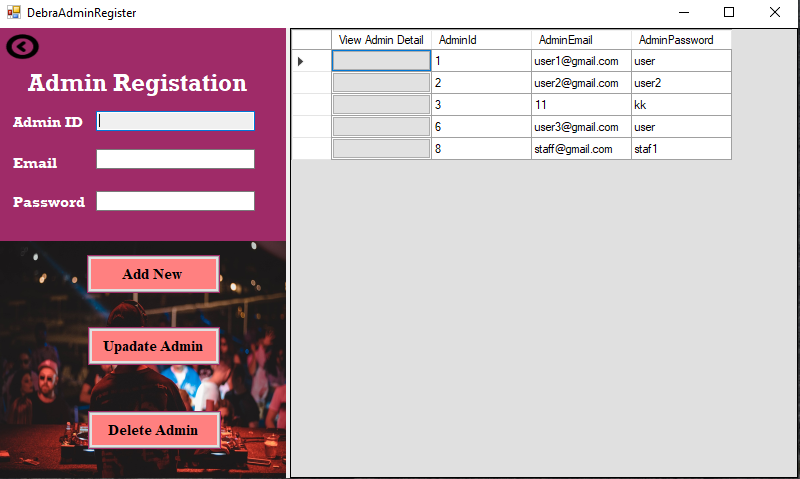 DebraAdminRegister
Admin Registation
Admin ID
Email
Password
Add New
Upadate Admin
Delete Admin
View Admin Detail AdminId AdminEmail AdminPassword
1 user1@gmail.com user
2 user2@gmail.com user2
3 11 kk
6 user3@gmail.com user
8 staff@gmail.com staf1